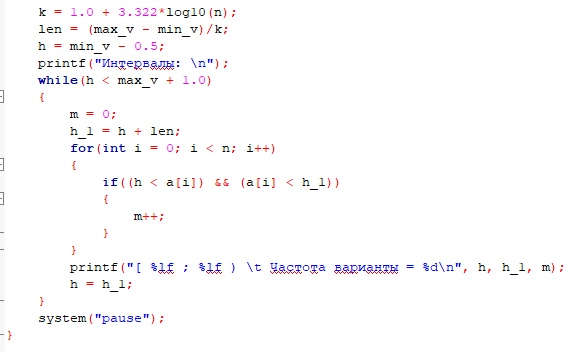 k = 1.0 + 3.322*log10(n);
len = (max_v - min_v)/k;
h = min_v - 0.5;
printf("Интервалы: \n");
while(h < max_v + 1.0)
{
m = 0;
h_1 = h + len;
for(int i = 0; i < n; i++)
{
if((h < a[i]) && (a[i] < h_1))
{
m++;
}
}
printf("[ %lf ; %lf ) \t Частота варианты = %d\n", h, h_1, m);
h = h_1;
}
system("pause");
}